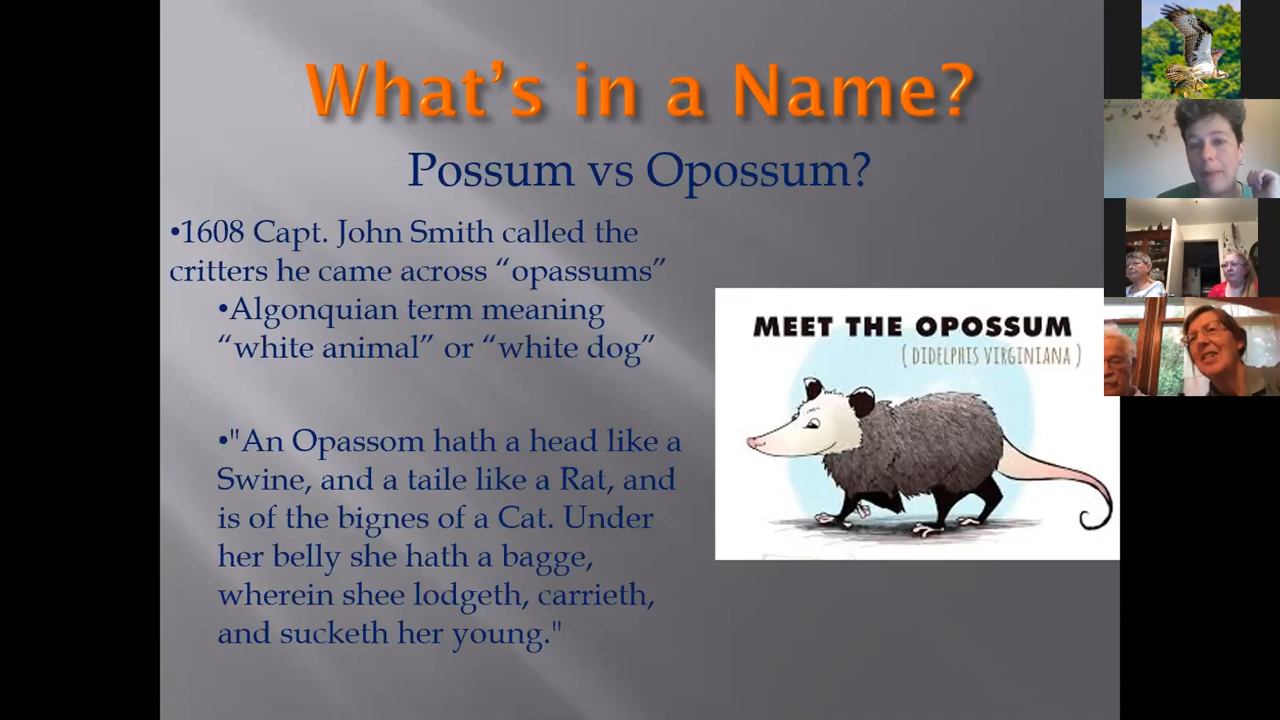 What's in a Name?
Possum vs Opossum?
•1608 Capt. John Smith called the
critters he came across “opassums”
•Algonquian term meaning
“white animal” or “white dog”
•"An Opassom hath a head like a
Swine, and a taile like a Rat, and
is of the bignes of a Cat. Under
her belly she hath a bagge,
wherein shee lodgeth, carrieth,
and sucketh her young."
MEET THE OPOSSUM
( DIDELPHIS VIRGINIANA )